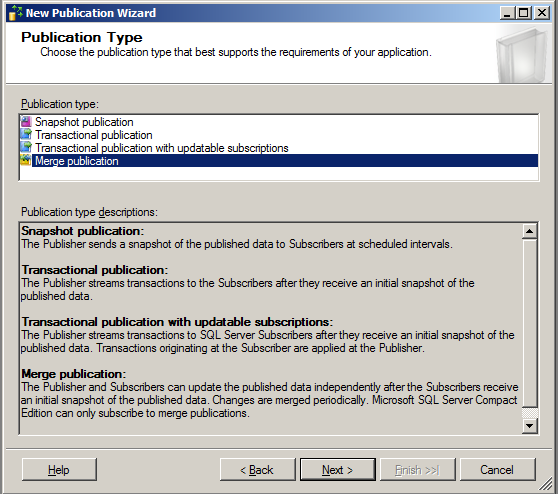 New Publication Wizard
Publication Type
Choose the publication type that best supports the requirements of your application.
Publication type:
Snapshot publication
Transactional publication
Transactional publication with updatable subscriptions
Merge publication
Publication type descriptions:
Snapshot publication:
The Publisher sends a snapshot of the published data to Subscribers at scheduled intervals.
Transactional publication:
The Publisher streams transactions to the Subscribers after they receive an initial snapshot of the
published data.
Transactional publication with updatable subscriptions:
The Publisher streams transactions to SQL Server Subscribers after they receive an initial snapshot of the
published data. Transactions originating at the Subscriber are applied at the Publisher.
Merge publication:
The Publisher and Subscribers can update the published data independently after the Subscribers receive
an initial snapshot of the published data. Changes are merged periodically. Microsoft SQL Server Compact
Edition can only subscribe to merge publications.
Help
< Back
Next >
Finish >>|
Cancel